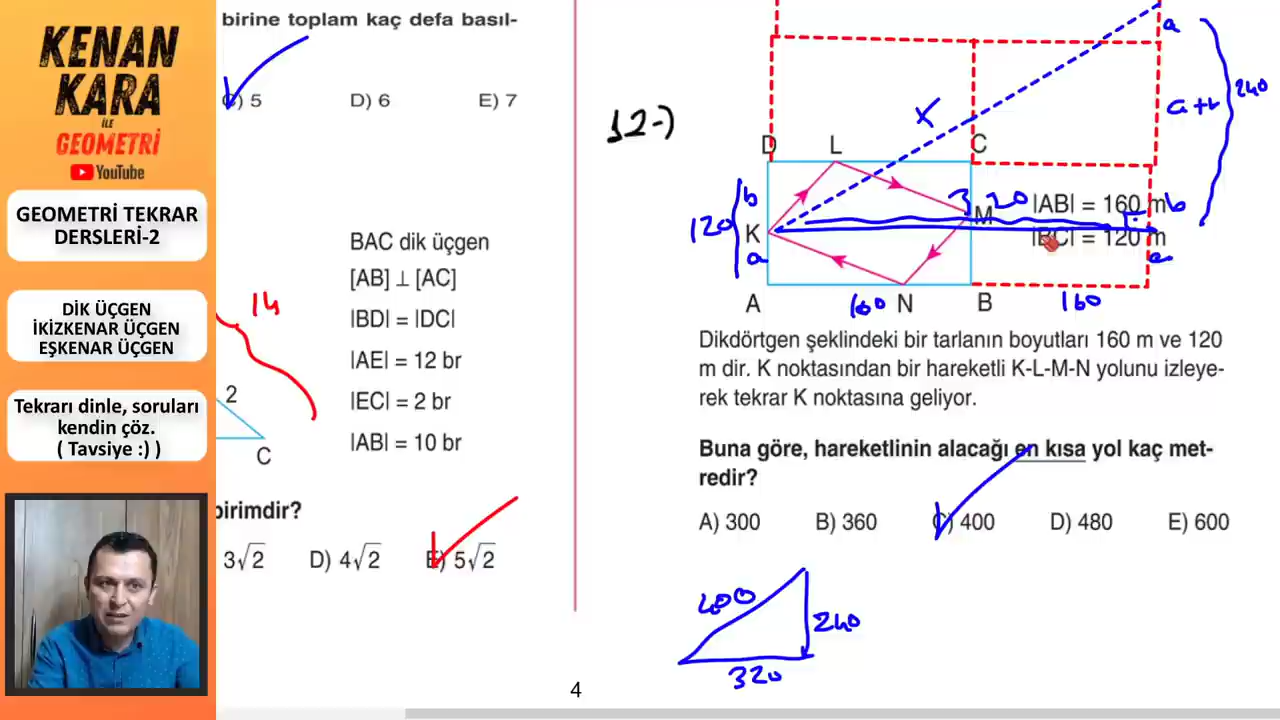 KENAN
KARA
İLE
GEOMETRİ
YouTube
GEOMETRİ TEKRAR
DERSLERİ-2
DİK ÜÇGEN
İKİZKENAR ÜÇGEN
EŞKENAR ÜÇGEN
Tekrarı dinle, soruları
kendin çöz.
( Tavsiye :) )
birine toplam kaç defa basıl-
C) 5 D) 6 E) 7
BAC dik üçgen
[AB] ⊥ [AC]
|BD| = |DC|
|AE| = 12 br
|EC| = 2 br
|AB| = 10 br
14
2
C
birimdir?
3√2 D) 4√2 E) 5√2
12-)
a
240
a+b
x
D L C
b 3 20 |AB| = 160 m b
120 K M
|BC| = 120 m
a a
A 160 N B 160
Dikdörtgen şeklindeki bir tarlanın boyutları 160 m ve 120
m dir. K noktasından bir hareketli K-L-M-N yolunu izleye-
rek tekrar K noktasına geliyor.
Buna göre, hareketlinin alacağı en kısa yol kaç met-
redir?
A) 300 B) 360 C) 400 D) 480 E) 600
400
240
320
4